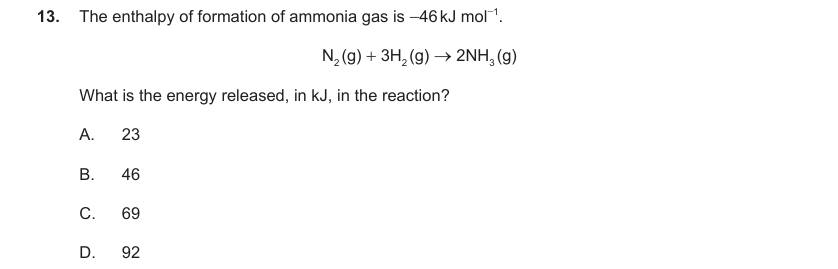 13. The enthalpy of formation of ammonia gas is –46 kJ mol⁻¹.
N₂(g) + 3H₂(g) → 2NH₃(g)
What is the energy released, in kJ, in the reaction?
A. 23
B. 46
C. 69
D. 92